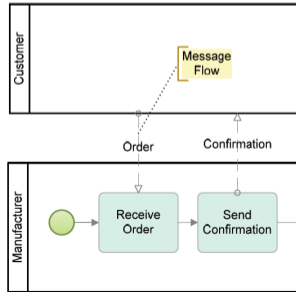 Customer
Message
Flow
Order
Confirmation
Manufacturer
Receive
Order
Send
Confirmation